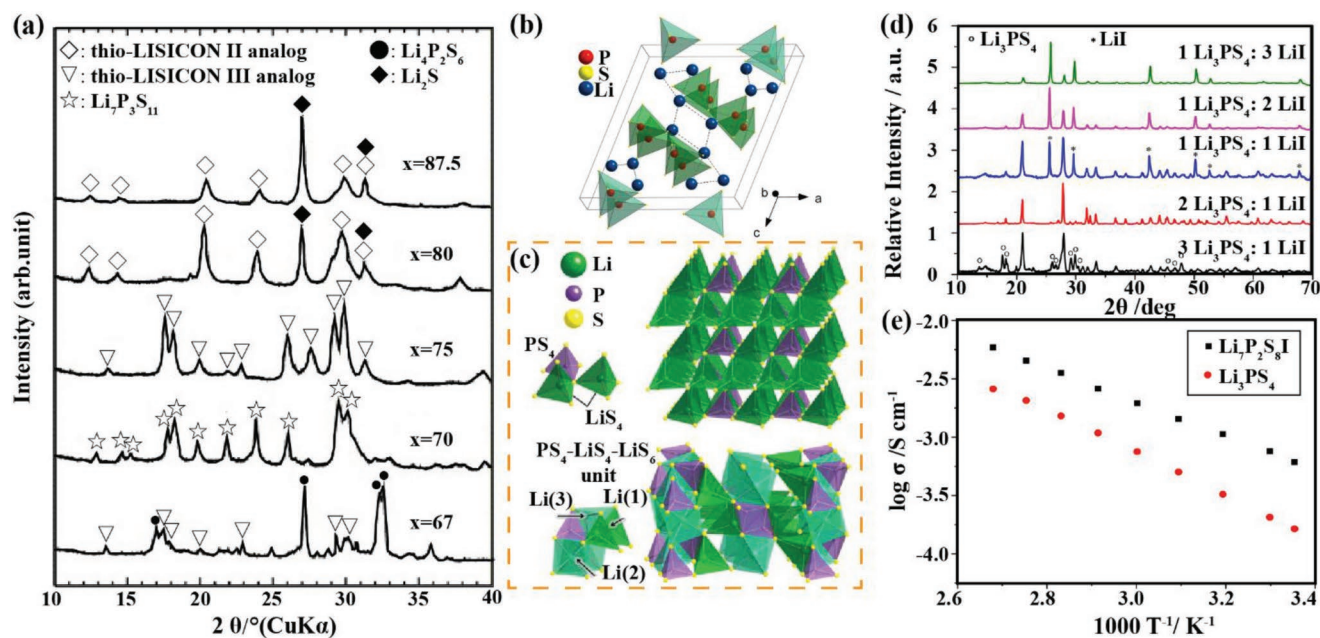 (a)
◇: thio-LISICON II analog
●: Li₄P₂S₆
▽: thio-LISICON III analog
◆: Li₂S
☆: Li₇P₃S₁₁
x=87.5
x=80
x=75
x=70
x=67
Intensity (arb.unit)
10 15 20 25 30 35 40
2 θ/°(CuKα)
(b)
P
S
Li
b
a
c
(c)
Li
P
S
PS₄
LiS₄
PS₄-LiS₄-LiS₆
unit
Li(3)
Li(1)
Li(2)
(d)
○ Li₃PS₄
* LiI
1 Li₃PS₄: 3 LiI
1 Li₃PS₄: 2 LiI
1 Li₃PS₄: 1 LiI
2 Li₃PS₄: 1 LiI
3 Li₃PS₄: 1 LiI
Relative Intensity / a.u.
6
5
4
3
2
1
0
10 20 30 40 50 60 70
2θ /deg
(e)
Li₇P₂S₈I
Li₃PS₄
log σ /S cm⁻¹
-2.0
-2.5
-3.0
-3.5
-4.0
2.6 2.8 3.0 3.2 3.4
1000 T⁻¹/ K⁻¹